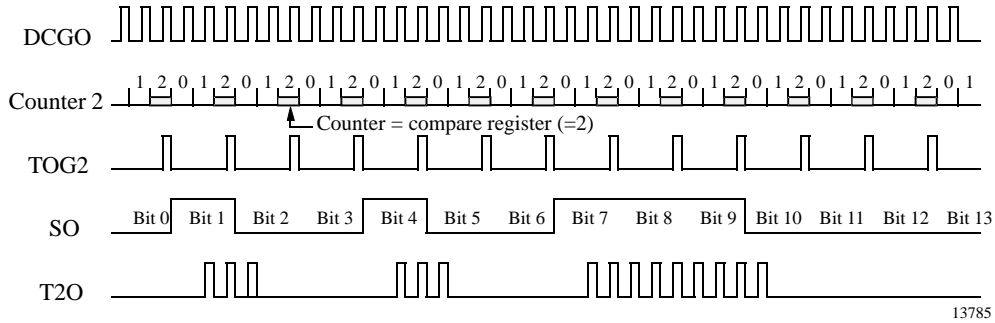 DCGO
1 2 0 1 2 0 1 2 0 1 2 0 1 2 0 1 2 0 1 2 0 1 2 0 1 2 0 1 2 0 1 2 0 1 2 0 1 2 0 1
Counter 2
Counter = compare register (=2)
TOG2
SO Bit 0 Bit 1 Bit 2 Bit 3 Bit 4 Bit 5 Bit 6 Bit 7 Bit 8 Bit 9 Bit 10 Bit 11 Bit 12 Bit 13
T2O
13785